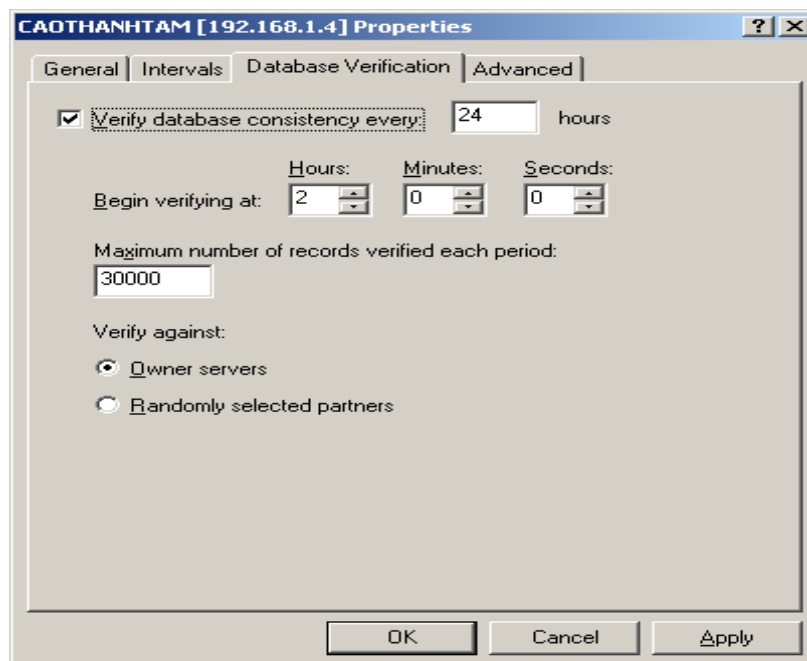 CAOTHANHTAM [192.168.1.4] Properties
General Intervals Database Verification Advanced
Verify database consistency every: 24 hours
Hours: Minutes: Seconds:
Begin verifying at: 2 0 0
Maximum number of records verified each period:
30000
Verify against:
Owner servers
Randomly selected partners
OK Cancel Apply